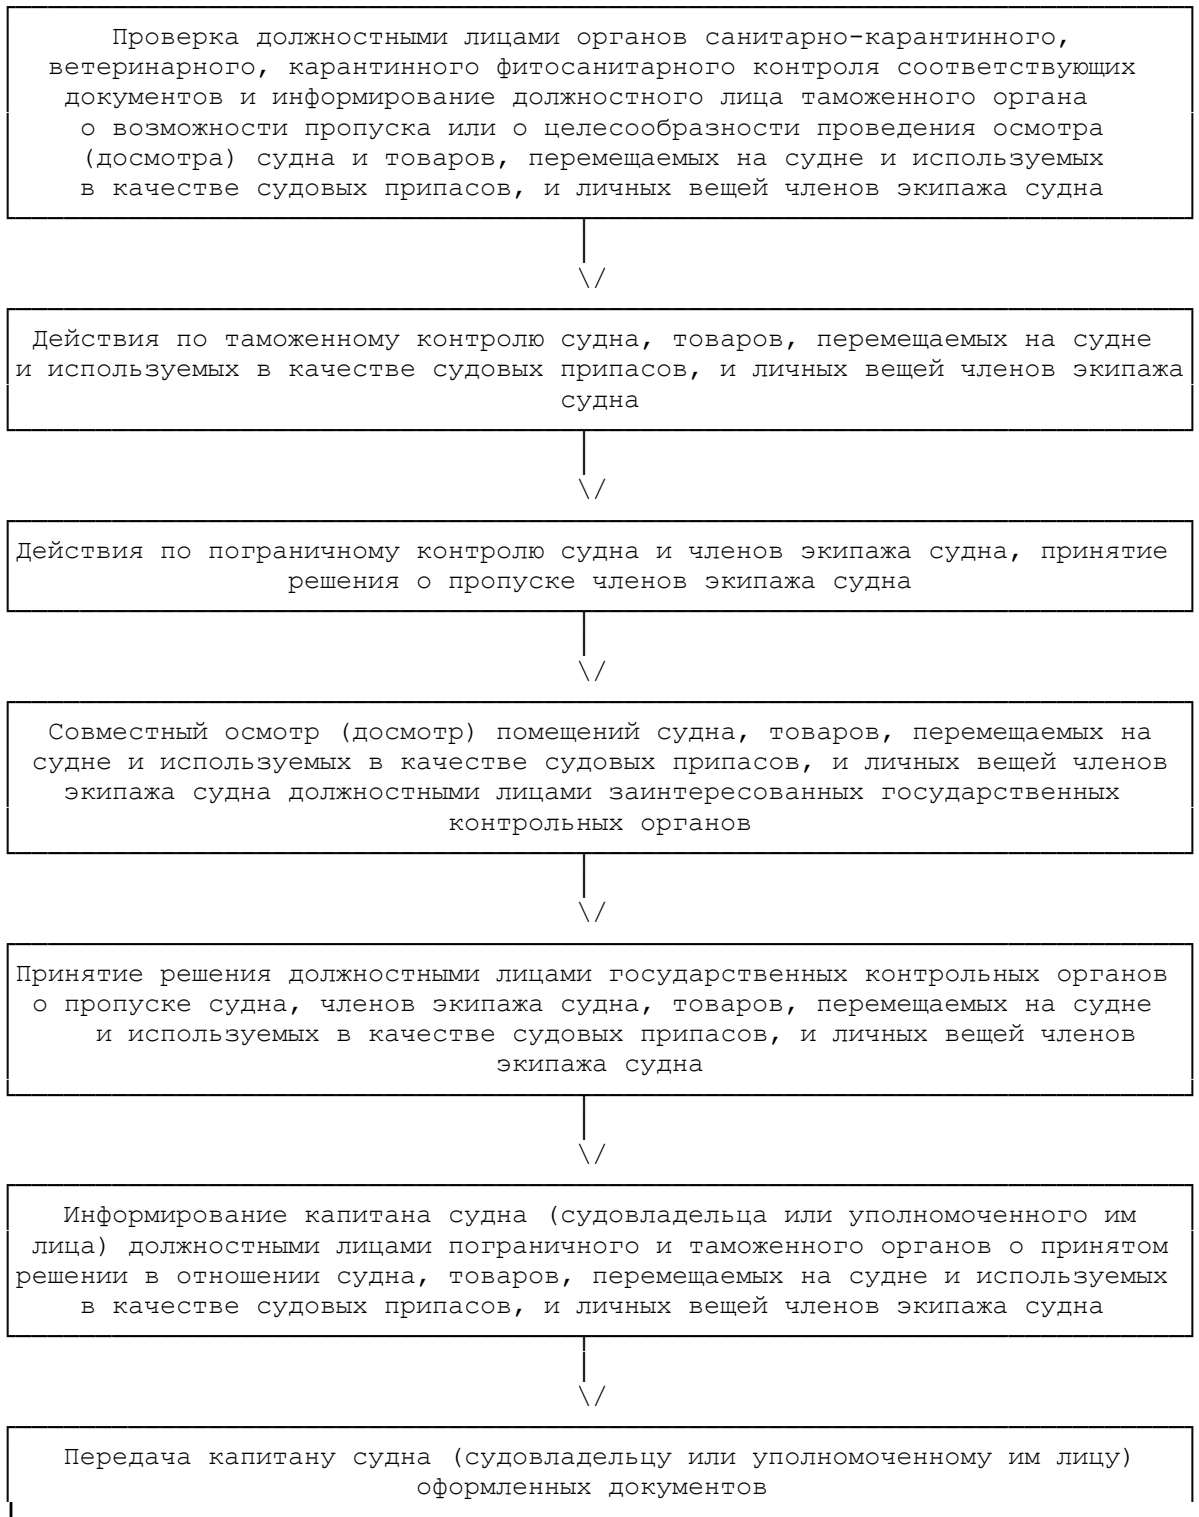 Проверка должностными лицами органов санитарно-карантинного,
ветеринарного, карантинного фитосанитарного контроля соответствующих
документов и информирование должностного лица таможенного органа
о возможности пропуска или о целесообразности проведения осмотра
(досмотра) судна и товаров, перемещаемых на судне и используемых
в качестве судовых припасов, и личных вещей членов экипажа судна
\/
Действия по таможенному контролю судна, товаров, перемещаемых на судне
и используемых в качестве судовых припасов, и личных вещей членов экипажа
судна
\/
Действия по пограничному контролю судна и членов экипажа судна, принятие
решения о пропуске членов экипажа судна
\/
Совместный осмотр (досмотр) помещений судна, товаров, перемещаемых на
судне и используемых в качестве судовых припасов, и личных вещей членов
экипажа судна должностными лицами заинтересованных государственных
контрольных органов
\/
Принятие решения должностными лицами государственных контрольных органов
о пропуске судна, членов экипажа судна, товаров, перемещаемых на судне
и используемых в качестве судовых припасов, и личных вещей членов
экипажа судна
\/
Информирование капитана судна (судовладельца или уполномоченного им
лица) должностными лицами пограничного и таможенного органов о принятом
решении в отношении судна, товаров, перемещаемых на судне и используемых
в качестве судовых припасов, и личных вещей членов экипажа судна
\/
Передача капитану судна (судовладельцу или уполномоченному им лицу)
оформленных документов